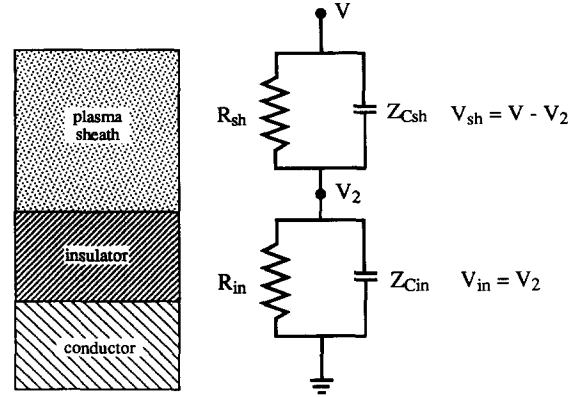 V
plasma
sheath
R_sh
Z_Csh
V_sh = V - V_2
V_2
insulator
R_in
Z_Cin
V_in = V_2
conductor